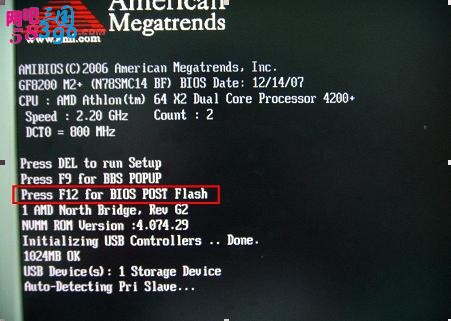 American
Megatrends
网吧
58300.com
AMIBIOS(C)2006 American Megatrends, Inc.
GF8200 M2+ (N78SMC14 BF) BIOS Date: 12/14/07
CPU : AMD Athlon(tm) 64 X2 Dual Core Processor 4200+
Speed : 2.20 GHz Count : 2
DCT0 = 800 MHz
Press DEL to run Setup
Press F9 for BBS POPUP
Press F12 for BIOS POST Flash
1 AMD North Bridge, Rev G2
NVMM ROM Version :4.074.29
Initializing USB Controllers .. Done.
1024MB OK
USB Device(s): 1 Storage Device
Auto-Detecting Pri Slave...